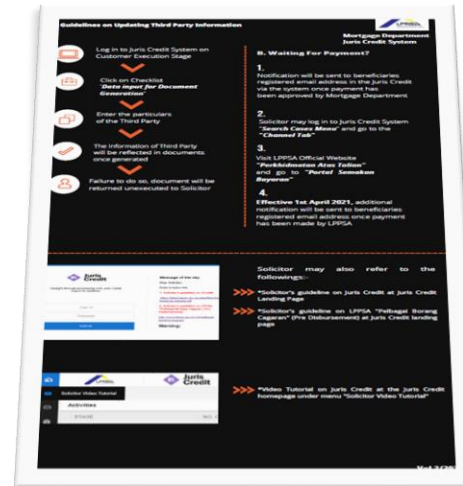 Guidelines on Updating Third Party Information
LPPSA
Mortgage Department
Juris Credit System
Log in to Juris Credit System on
Customer Execution Stage
Click on Checklist
"Data input for Document
Generation"
Enter the particulars
of the Third Party
The information of Third Party
will be reflected in documents
once generated
Failure to do so, document will be
returned unexecuted to Solicitor
B. Waiting For Payment?
1.
Notification will be sent to beneficiaries
registered email address in the Juris Credit
via the system once payment has
been approved by Mortgage Department
2.
Solicitor may log in to Juris Credit System
"Search Cases Menu" and go to the
"Channel Tab"
3.
Visit LPPSA Official Website
"Perkhidmatan Atas Talian"
and go to "Portal Semakan
Bayaran"
4.
Effective 1st April 2021, additional
notification will be sent to beneficiaries
registered email address once payment
has been made by LPPSA
Juris
Credit
Message of the day
Warning:
Solicitor may also refer to the
followings:-
>>> *Solicitor's guideline on Juris Credit at Juris Credit
Landing Page
>>> *Solicitor's guideline on LPPSA "Pelbagai Borang
Cagaran" (Pre Disbursement) at Juris Credit landing
page
LPPSA
Juris
Credit
Solicitor Video Tutorial
Activities
STAGE
NO
>>> *Video Tutorial on Juris Credit at the Juris Credit
homepage under menu "Solicitor Video Tutorial"